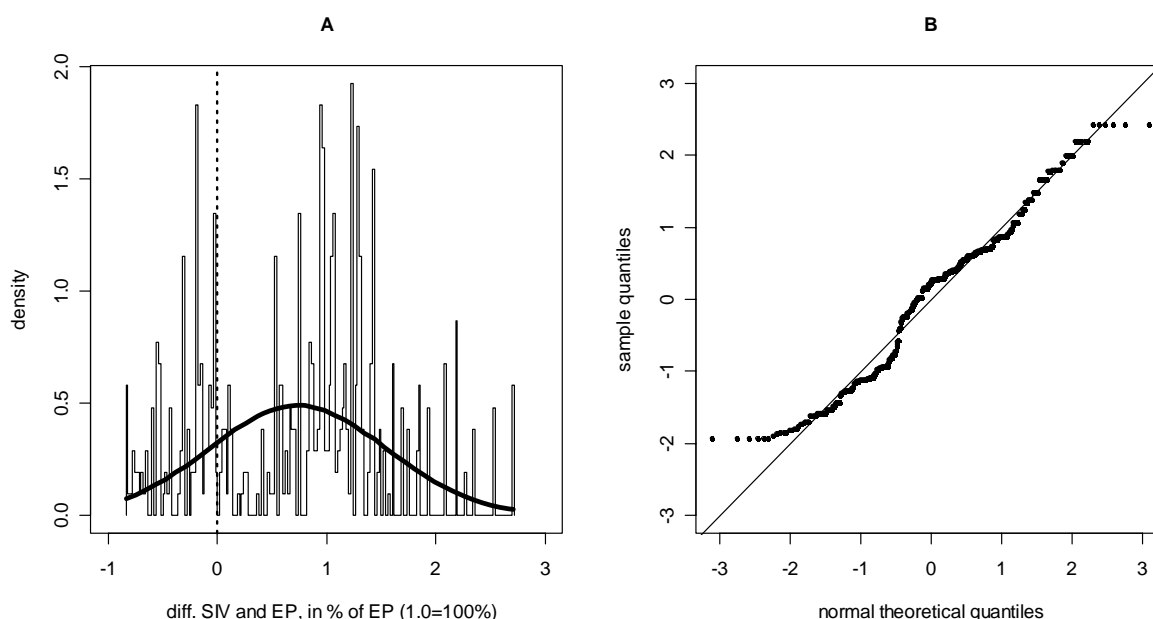 A
density
2.0
1.5
1.0
0.5
0.0
-1 0 1 2 3
diff. SIV and EP, in % of EP (1.0=100%)
B
sample quantiles
3
2
1
0
-1
-2
-3
-3 -2 -1 0 1 2 3
normal theoretical quantiles